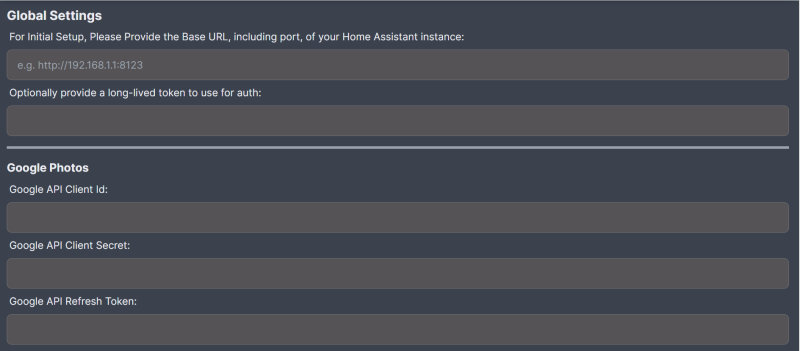 Global Settings
For Initial Setup, Please Provide the Base URL, including port, of your Home Assistant instance:
e.g. http://192.168.1.1:8123
Optionally provide a long-lived token to use for auth:
Google Photos
Google API Client Id:
Google API Client Secret:
Google API Refresh Token: